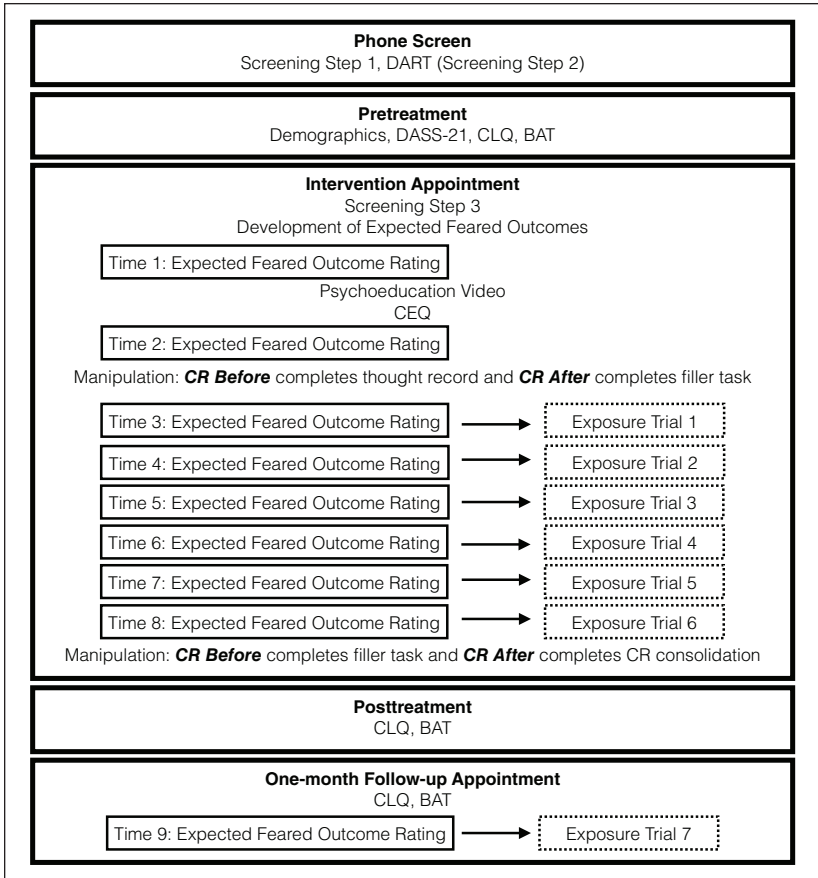 Phone Screen
Screening Step 1, DART (Screening Step 2)
Pretreatment
Demographics, DASS-21, CLQ, BAT
Intervention Appointment
Screening Step 3
Development of Expected Feared Outcomes
Time 1: Expected Feared Outcome Rating
Psychoeducation Video
CEQ
Time 2: Expected Feared Outcome Rating
Manipulation: CR Before completes thought record and CR After completes filler task
Time 3: Expected Feared Outcome Rating Exposure Trial 1
Time 4: Expected Feared Outcome Rating Exposure Trial 2
Time 5: Expected Feared Outcome Rating Exposure Trial 3
Time 6: Expected Feared Outcome Rating Exposure Trial 4
Time 7: Expected Feared Outcome Rating Exposure Trial 5
Time 8: Expected Feared Outcome Rating Exposure Trial 6
Manipulation: CR Before completes filler task and CR After completes CR consolidation
Posttreatment
CLQ, BAT
One-month Follow-up Appointment
CLQ, BAT
Time 9: Expected Feared Outcome Rating Exposure Trial 7